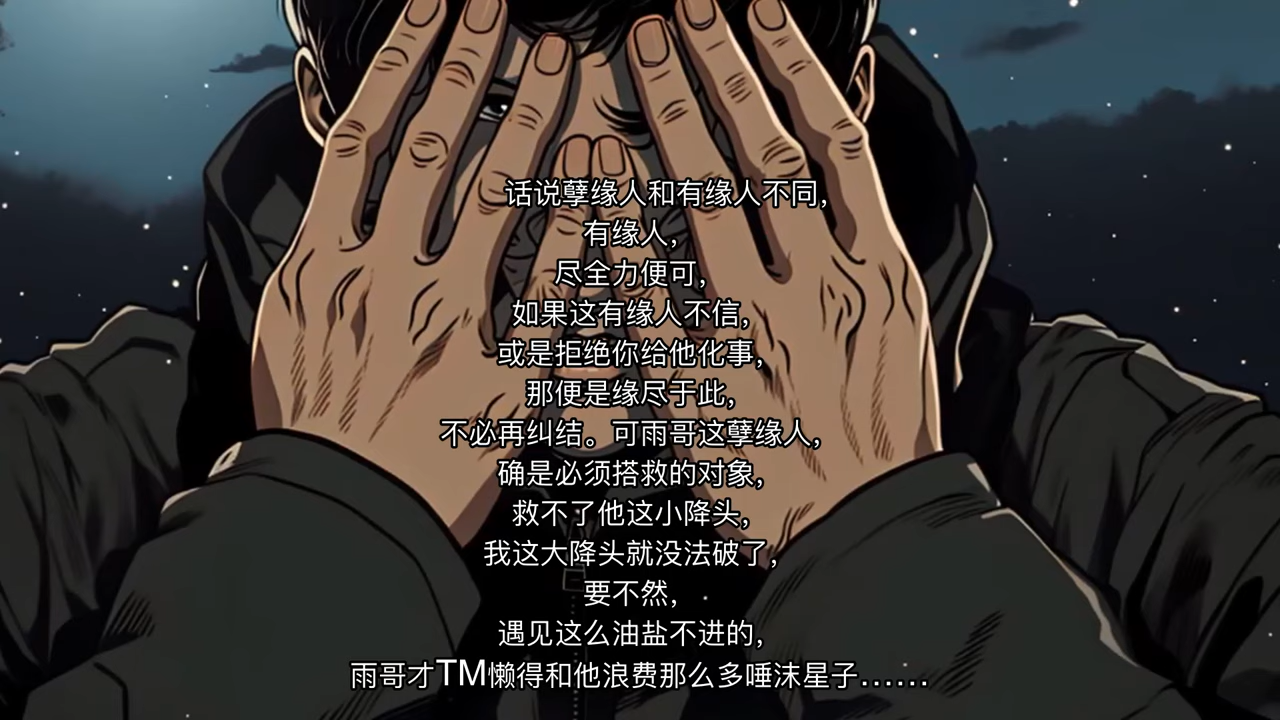 话说孽缘人和有缘人不同，
有缘人，
尽全力便可，
如果这有缘人不信，
或是拒绝你给他化事，
那便是缘尽于此，
不必再纠结。可雨哥这孽缘人，
确是必须搭救的对象，
救不了他这小降头，
我这大降头就没法破了，
要不然，
遇见这么油盐不进的，
雨哥才TM懒得和他浪费那么多唾沫星子……